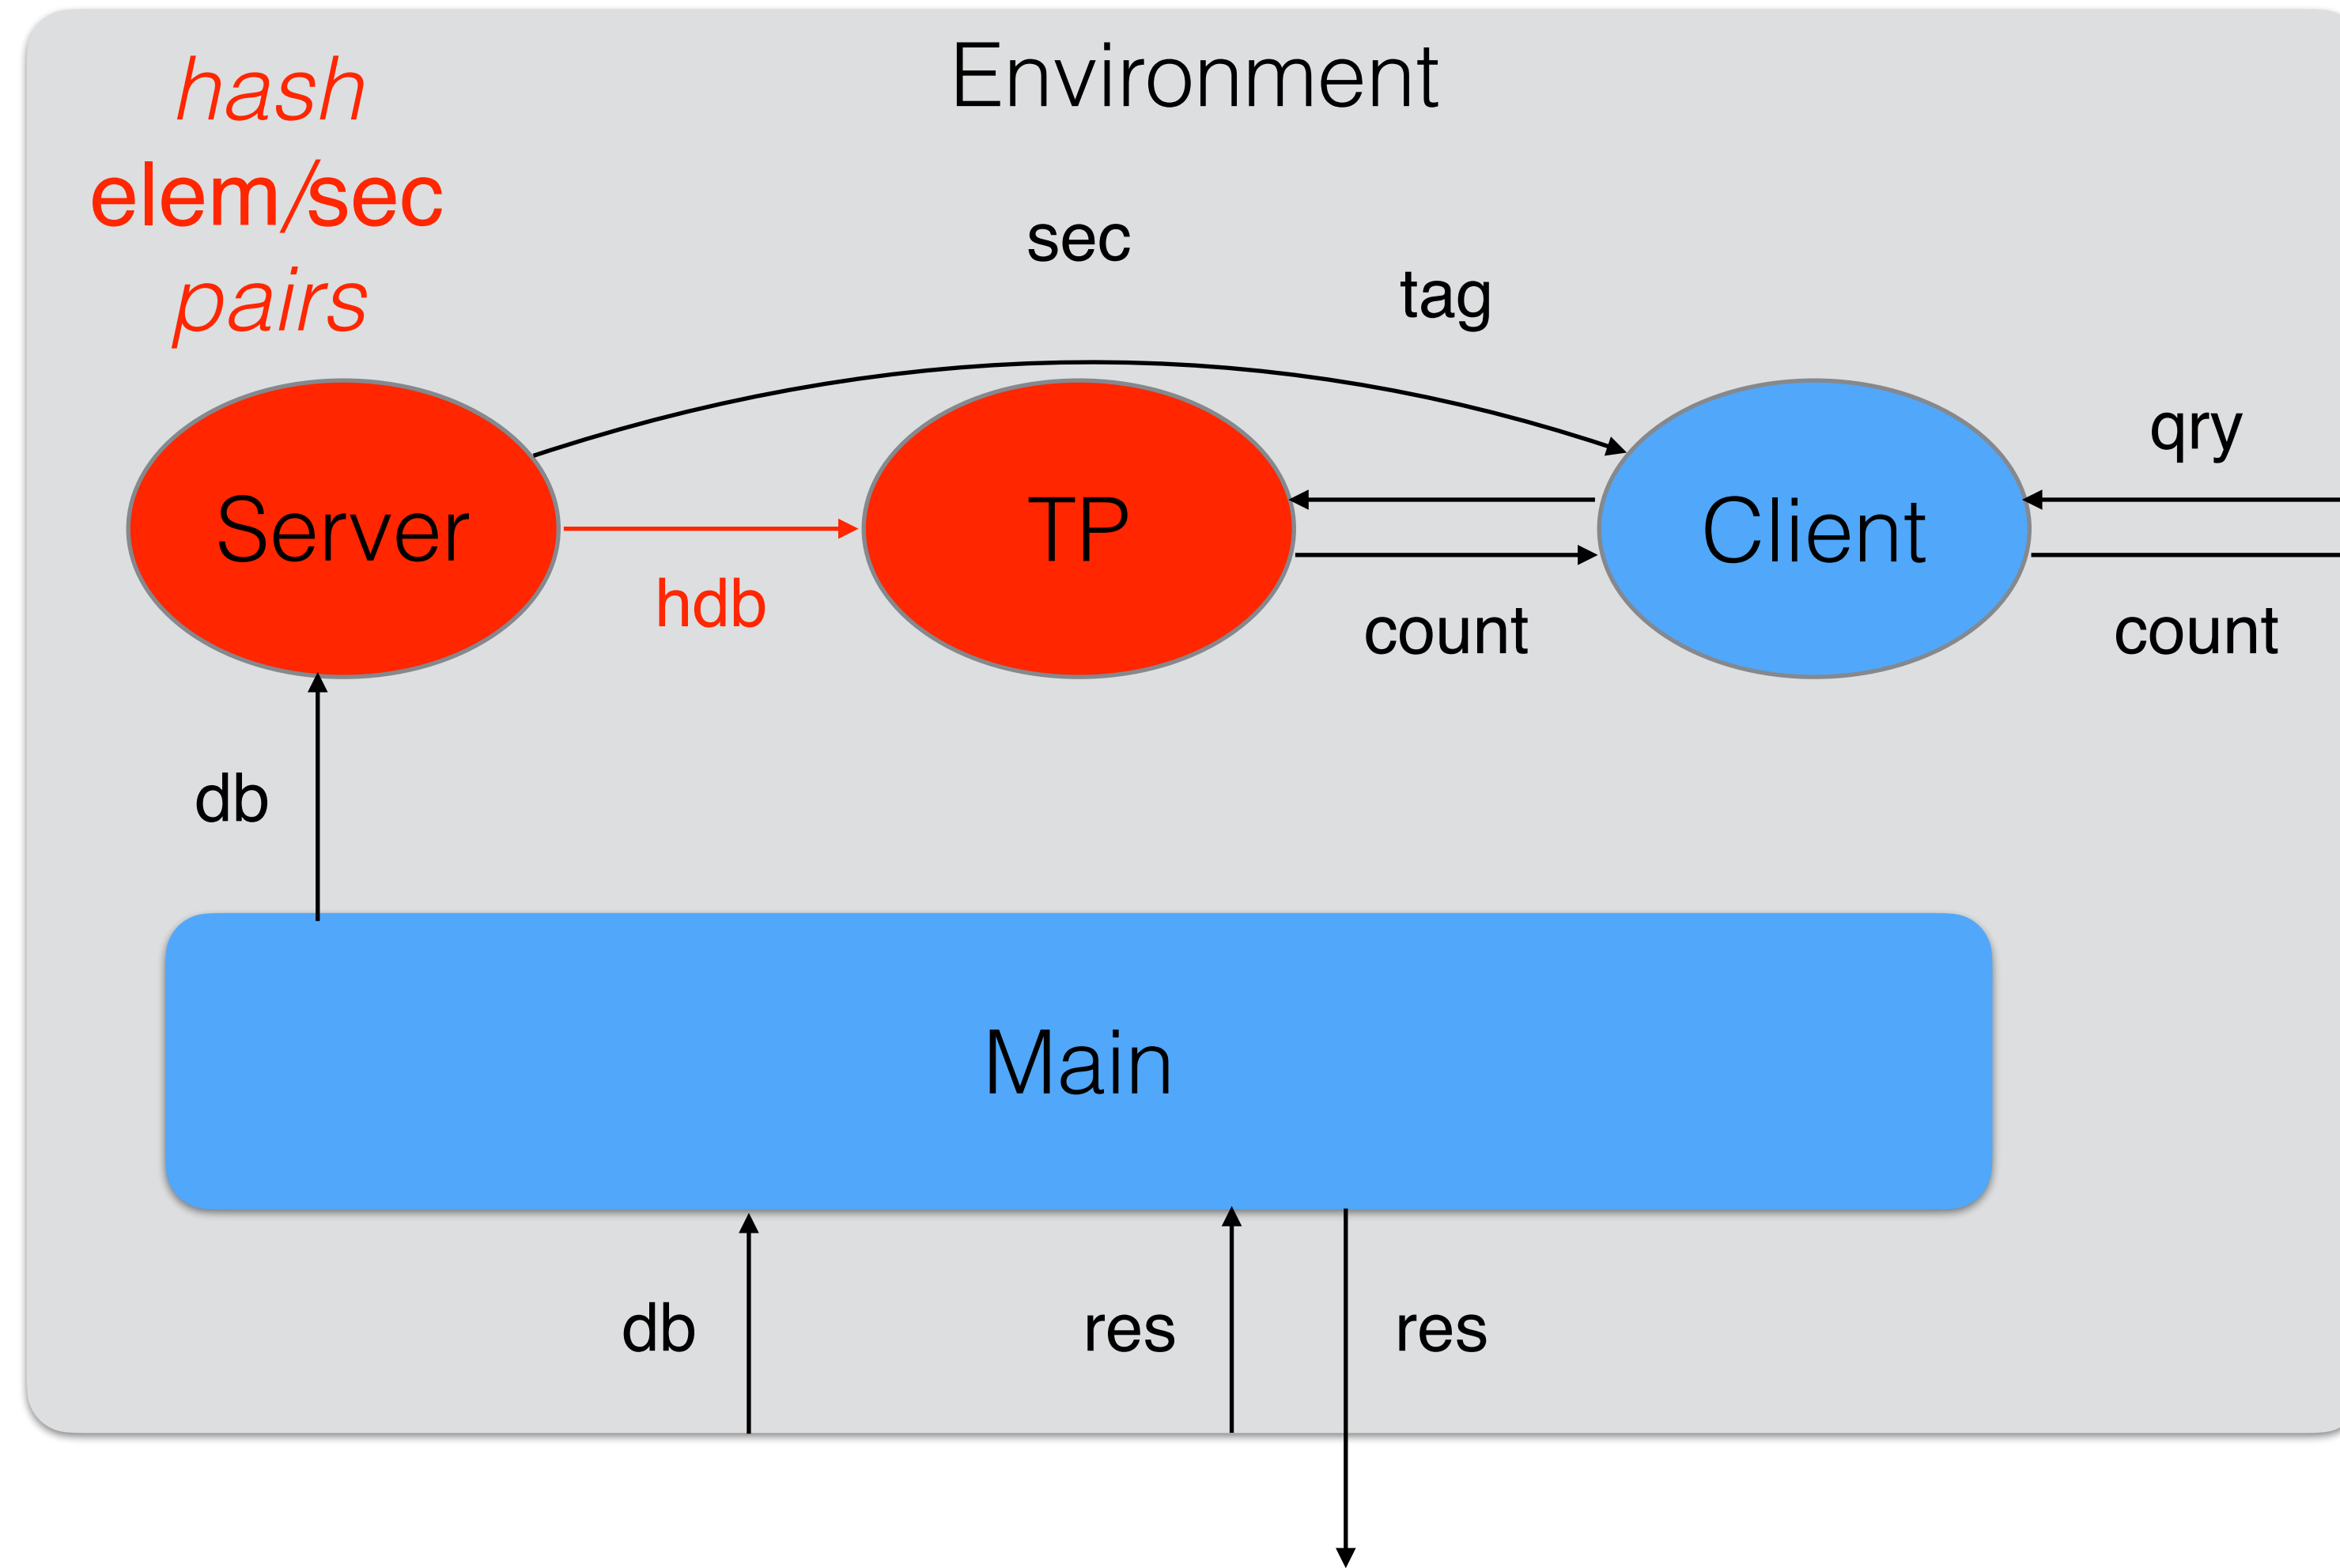 Environment
hash
elem/sec
pairs
sec
tag
qry
Server
TP
Client
hdb
count
count
db
Main
db
res
res